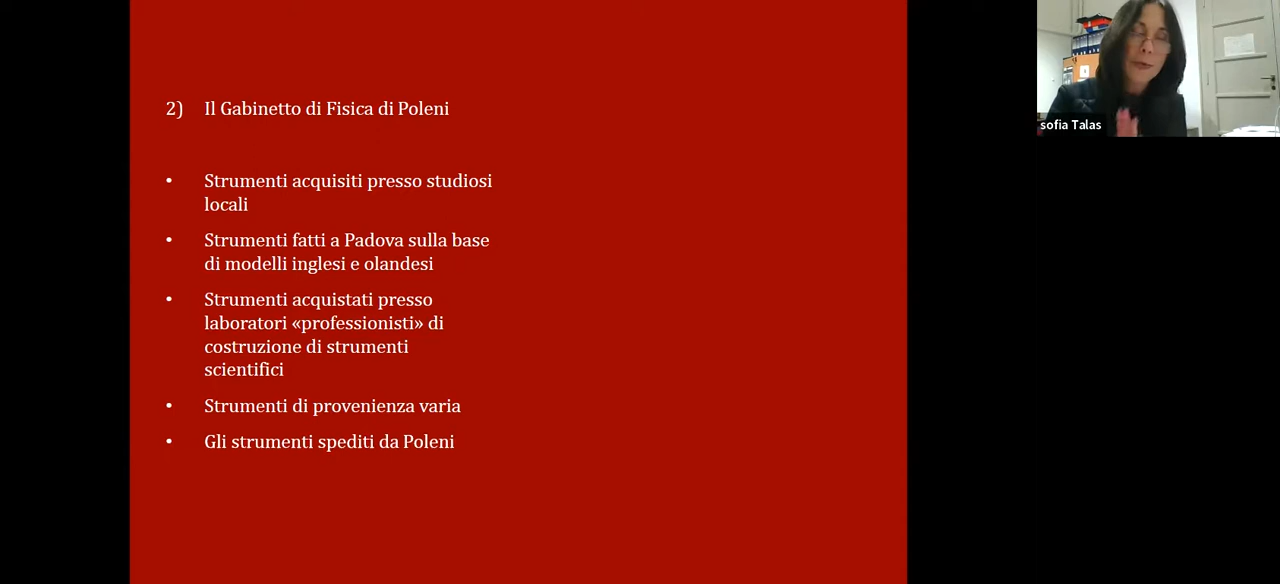 2) Il Gabinetto di Fisica di Poleni
• Strumenti acquisiti presso studiosi
locali
• Strumenti fatti a Padova sulla base
di modelli inglesi e olandesi
• Strumenti acquistati presso
laboratori «professionisti» di
costruzione di strumenti
scientifici
• Strumenti di provenienza varia
• Gli strumenti spediti da Poleni
sofia Talas